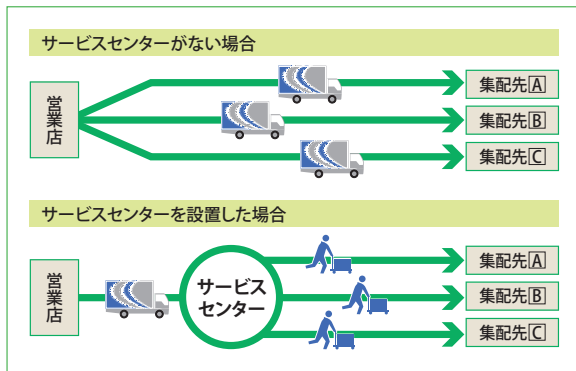 サービスセンターがない場合
営業店
集配先A
集配先B
集配先C
サービスセンターを設置した場合
営業店
サービス
センター
集配先A
集配先B
集配先C